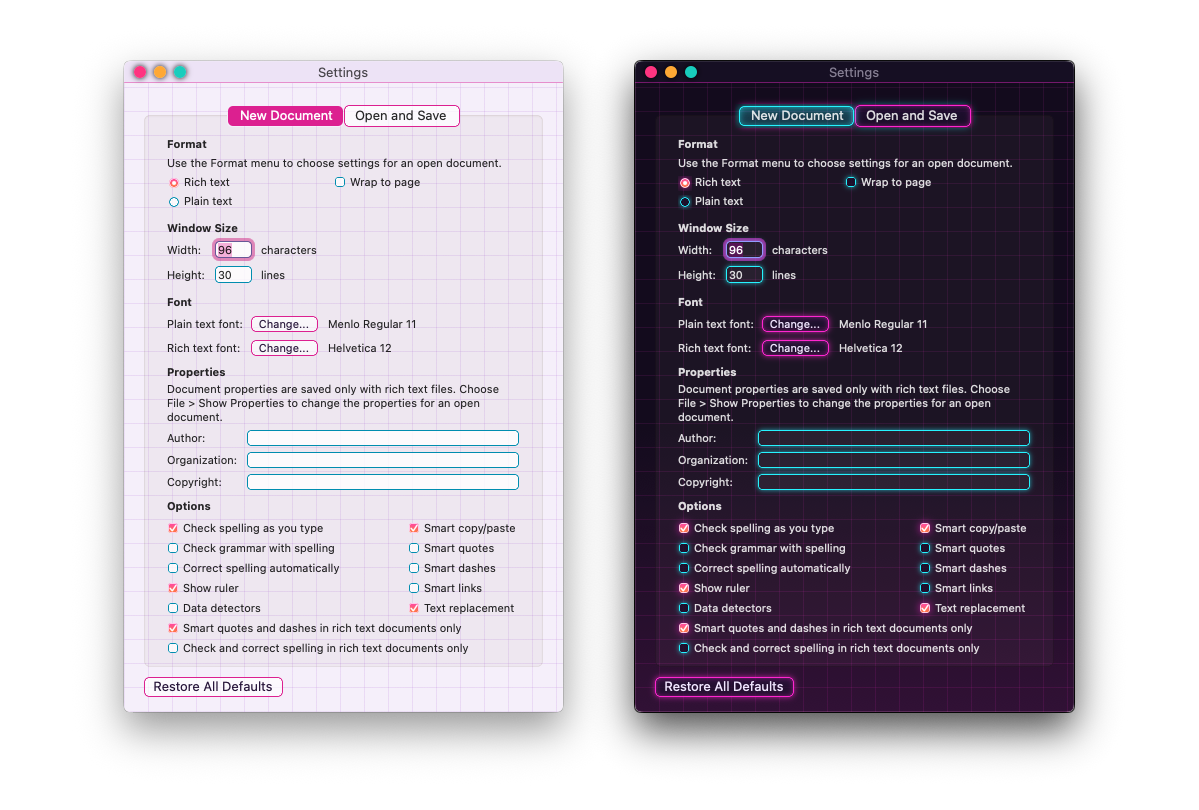 Settings
New Document Open and Save
Format
Use the Format menu to choose settings for an open document.
Rich text Wrap to page
Plain text
Window Size
Width: 96 characters
Height: 30 lines
Font
Plain text font: Change... Menlo Regular 11
Rich text font: Change... Helvetica 12
Properties
Document properties are saved only with rich text files. Choose
File > Show Properties to change the properties for an open
document.
Author:
Organization:
Copyright:
Options
Check spelling as you type Smart copy/paste
Check grammar with spelling Smart quotes
Correct spelling automatically Smart dashes
Show ruler Smart links
Data detectors Text replacement
Smart quotes and dashes in rich text documents only
Check and correct spelling in rich text documents only
Restore All Defaults
Settings
New Document Open and Save
Format
Use the Format menu to choose settings for an open document.
Rich text Wrap to page
Plain text
Window Size
Width: 96 characters
Height: 30 lines
Font
Plain text font: Change... Menlo Regular 11
Rich text font: Change... Helvetica 12
Properties
Document properties are saved only with rich text files. Choose
File > Show Properties to change the properties for an open
document.
Author:
Organization:
Copyright:
Options
Check spelling as you type Smart copy/paste
Check grammar with spelling Smart quotes
Correct spelling automatically Smart dashes
Show ruler Smart links
Data detectors Text replacement
Smart quotes and dashes in rich text documents only
Check and correct spelling in rich text documents only
Restore All Defaults